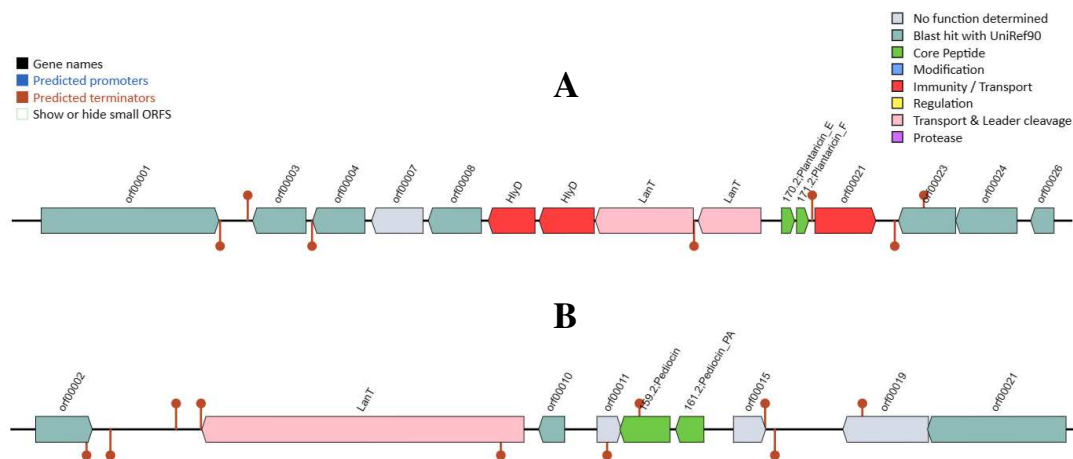 Gene names
Predicted promoters
Predicted terminators
Show or hide small ORFS
A
No function determined
Blast hit with UniRef90
Core Peptide
Modification
Immunity / Transport
Regulation
Transport & Leader cleavage
Protease
orf00001
orf00003
orf00004
orf00007
orf00008
HlyD
HlyD
LanT
LanT
170.2;Plantaricin_E
171.2;Plantaricin_F
orf00021
orf00023
orf00024
orf00026
B
orf00002
LanT
orf00010
orf00011
159.2;Pediocin
161.2;Pediocin_PA
orf00015
orf00019
orf00021